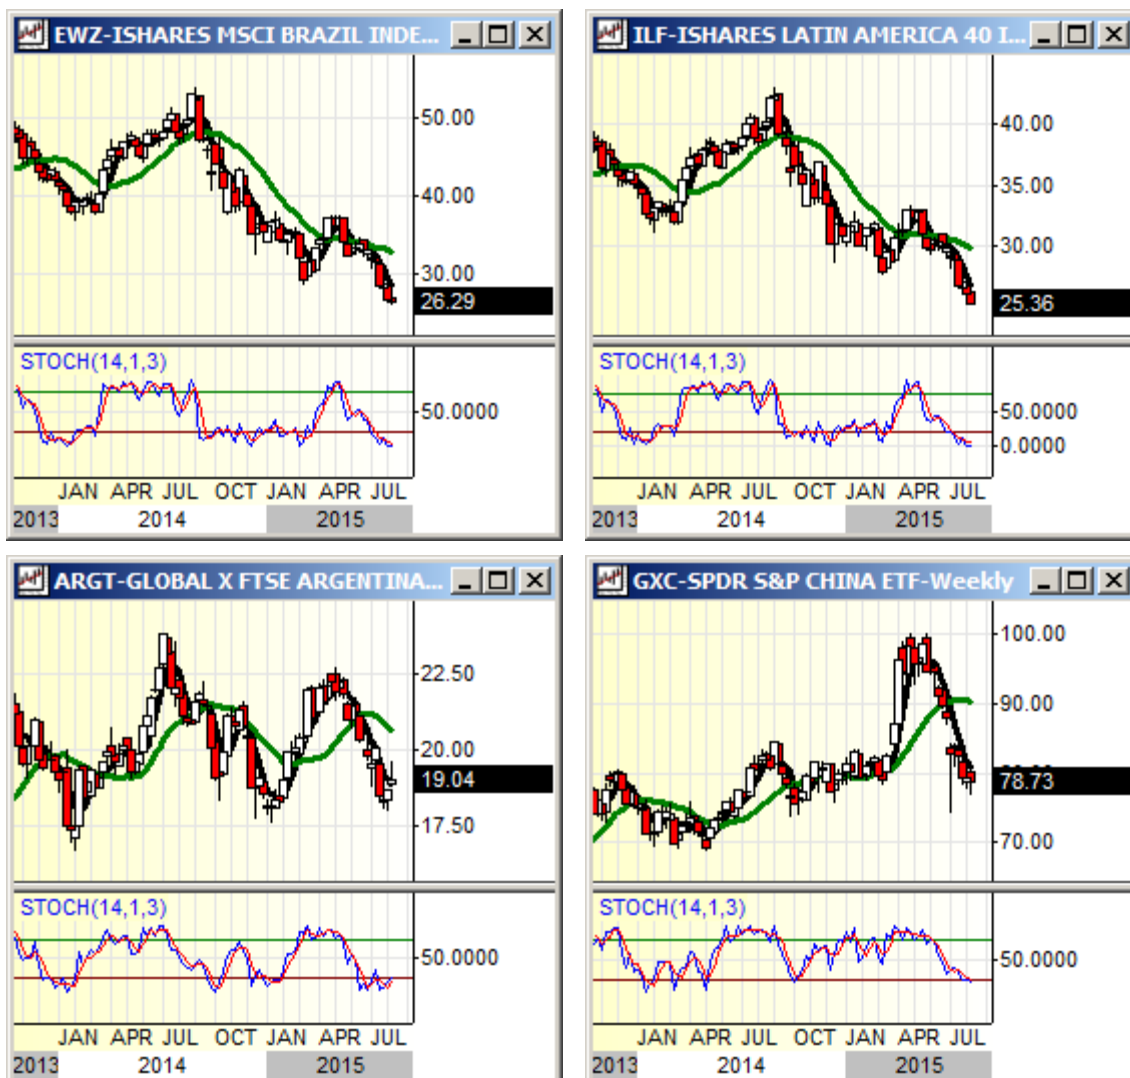 EWZ-ISHARES MSCI BRAZIL INDE...
50.00
40.00
30.00
26.29
STOCH(14,1,3)
50.0000
JAN APR JUL OCT JAN APR JUL
2013 2014 2015
ILF-ISHARES LATIN AMERICA 40 I...
40.00
35.00
30.00
25.36
STOCH(14,1,3)
50.0000
0.0000
JAN APR JUL OCT JAN APR JUL
2013 2014 2015
ARGT-GLOBAL X FTSE ARGENTINA...
22.50
20.00
19.04
17.50
STOCH(14,1,3)
50.0000
JAN APR JUL OCT JAN APR JUL
2013 2014 2015
GXC-SPDR S&P CHINA ETF-Weekly
100.00
90.00
78.73
70.00
STOCH(14,1,3)
50.0000
JAN APR JUL OCT JAN APR JUL
2013 2014 2015